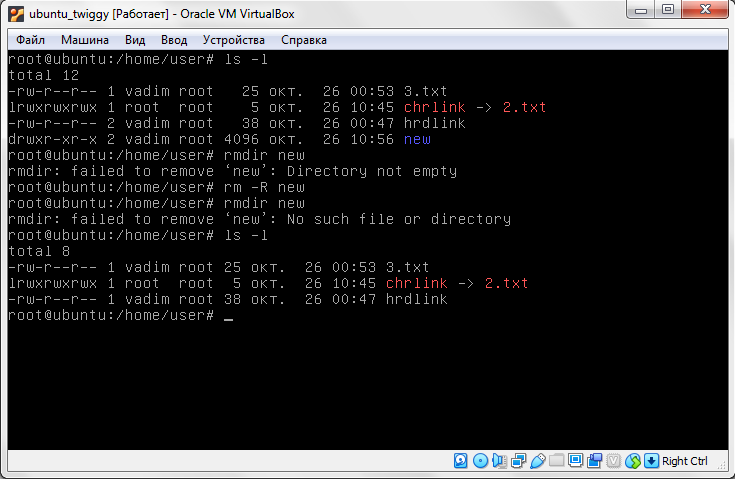 ubuntu_twiggy [Работает] - Oracle VM VirtualBox
Файл Машина Вид Ввод Устройства Справка
root@ubuntu:/home/user# ls -l
total 12
-rw-r--r-- 1 vadim root   25 окт.  26 00:53 3.txt
lrwxrwxrwx 1 root  root    5 окт.  26 10:45 chrlink -> 2.txt
-rw-r--r-- 2 vadim root   38 окт.  26 00:47 hrdlink
drwxr-xr-x 2 vadim root 4096 окт.  26 10:56 new
root@ubuntu:/home/user# rmdir new
rmdir: failed to remove ‘new’: Directory not empty
root@ubuntu:/home/user# rm -R new
root@ubuntu:/home/user# rmdir new
rmdir: failed to remove ‘new’: No such file or directory
root@ubuntu:/home/user# ls -l
total 8
-rw-r--r-- 1 vadim root 25 окт.  26 00:53 3.txt
lrwxrwxrwx 1 root  root  5 окт.  26 10:45 chrlink -> 2.txt
-rw-r--r-- 1 vadim root 38 окт.  26 00:47 hrdlink
root@ubuntu:/home/user# _
Right Ctrl